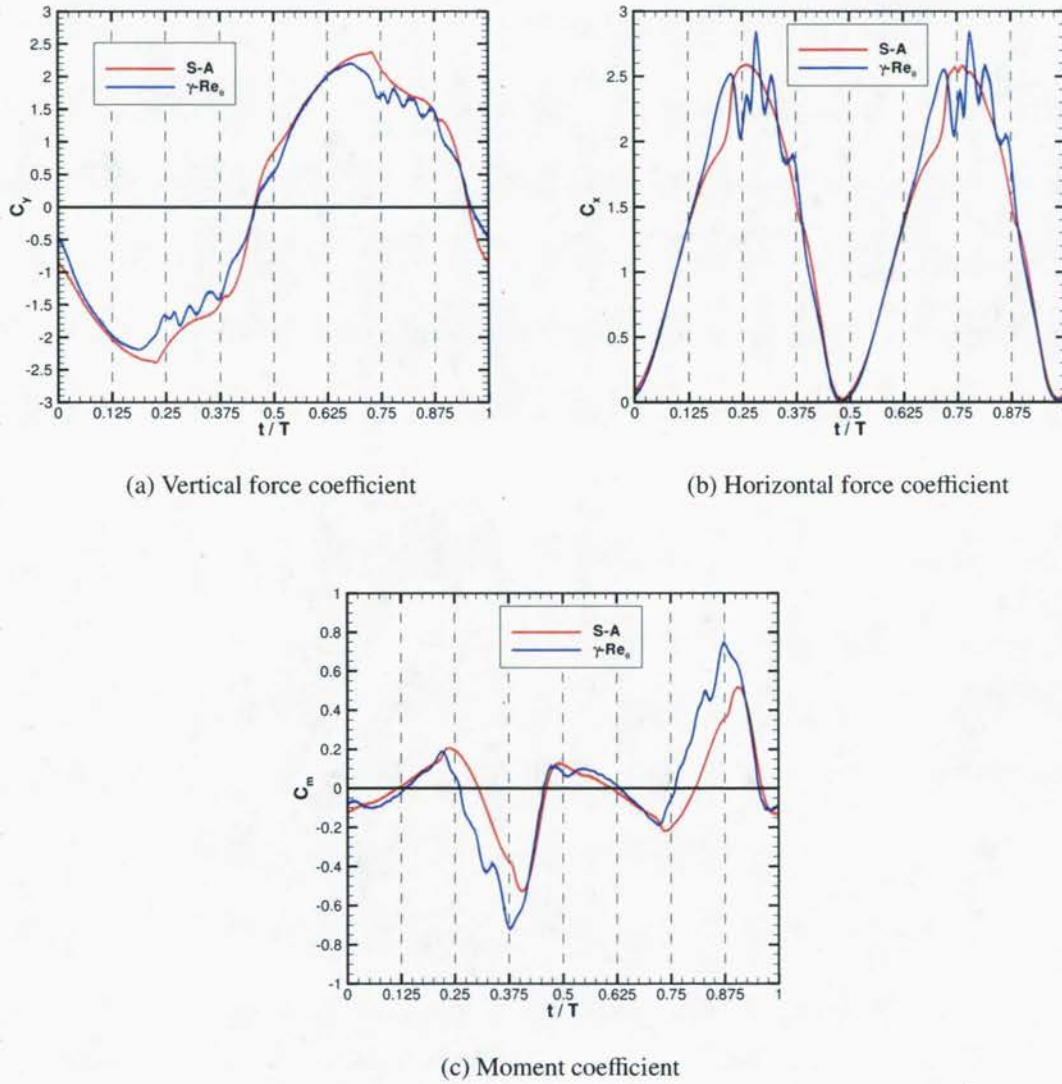 3
2.5
2
1.5
1
0.5
0
-0.5
-1
-1.5
-2
-2.5
-3
C_y
S-A
γ-Re_θ
0 0.125 0.25 0.375 0.5 0.625 0.75 0.875 1
t / T
(a) Vertical force coefficient
3
2.5
2
1.5
1
0.5
0
C_x
S-A
γ-Re_θ
0 0.125 0.25 0.375 0.5 0.625 0.75 0.875
t / T
(b) Horizontal force coefficient
1
0.8
0.6
0.4
0.2
0
-0.2
-0.4
-0.6
-0.8
-1
C_m
S-A
γ-Re_θ
0 0.125 0.25 0.375 0.5 0.625 0.75 0.875 1
t / T
(c) Moment coefficient